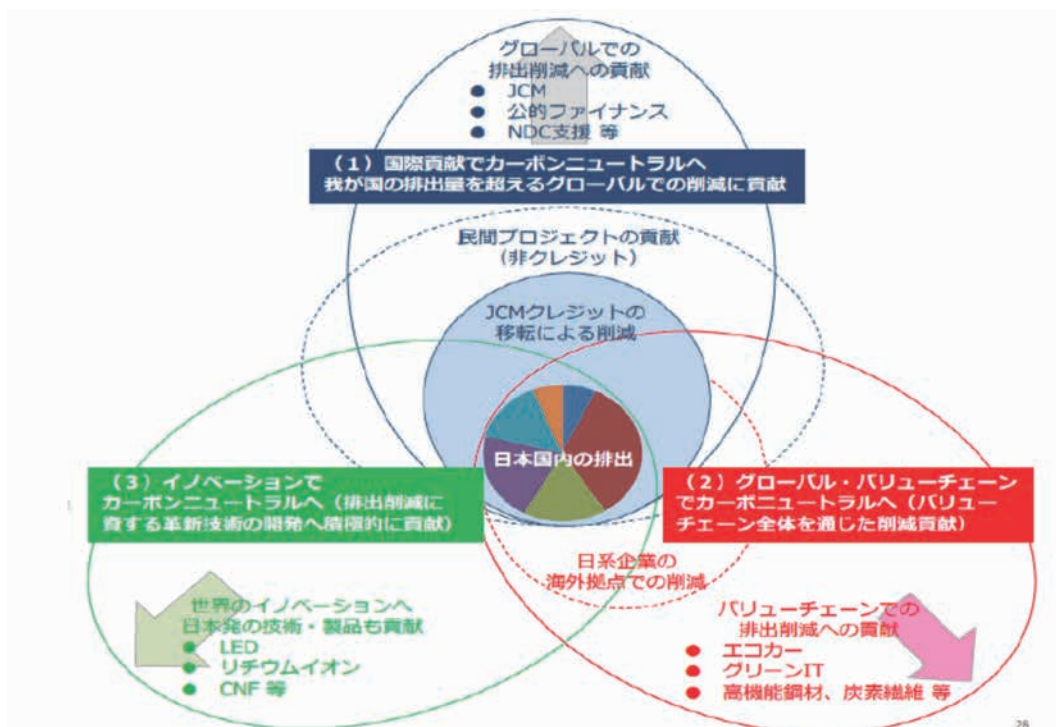 グローバルでの
排出削減への貢献
● JCM
● 公的ファイナンス
● NDC支援 等
（１）国際貢献でカーボンニュートラルへ
我が国の排出量を超えるグローバルでの削減に貢献
民間プロジェクトの貢献
（非クレジット）
JCMクレジットの
移転による削減
日本国内の排出
（３）イノベーションで
カーボンニュートラルへ（排出削減に
資する革新技術の開発へ積極的に貢献）
（２）グローバル・バリューチェーン
でカーボニュートラルへ（バリュー
チェーン全体を通じた削減貢献）
日系企業の
海外拠点での削減
世界のイノベーションへ
日本発の技術・製品も貢献
● LED
● リチウムイオン
● CNF 等
バリューチェーンでの
排出削減への貢献
● エコカー
● グリーンIT
● 高機能鋼材、炭素繊維 等
26